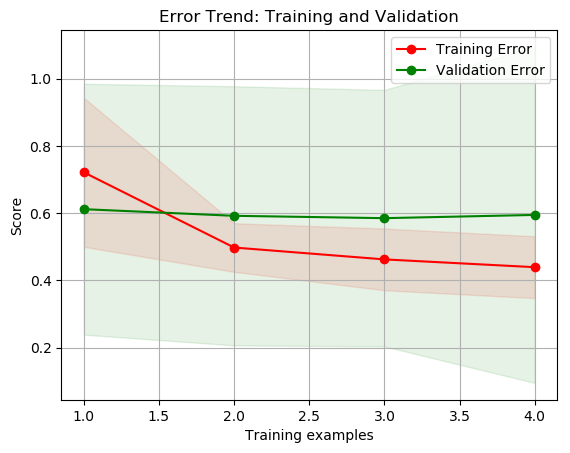 Error Trend: Training and Validation
Training Error
Validation Error
Score
1.0
0.8
0.6
0.4
0.2
1.0 1.5 2.0 2.5 3.0 3.5 4.0
Training examples